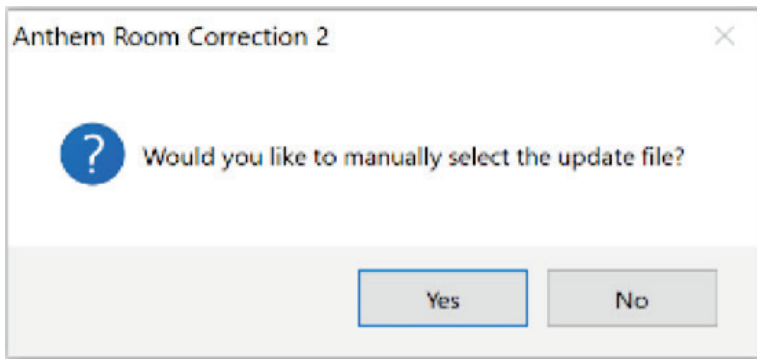 Anthem Room Correction 2
Would you like to manually select the update file?
Yes
No